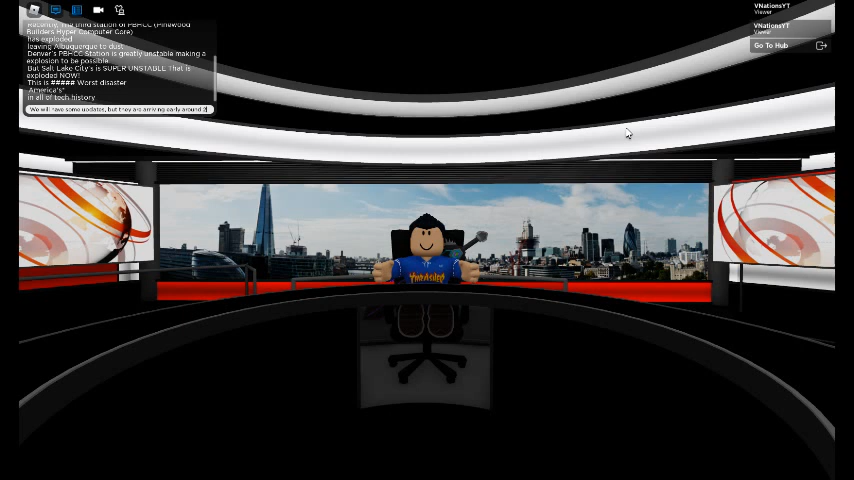 Recently, The third station of PBHCC (Pinewood
Builders Hyper Computer Core)
has exploded
leaving Albuquerque to dust
Denver's PBHCC Station is greatly unstable making a
explosion to be possible.
But Salt Lake City's is SUPER UNSTABLE That is
exploded NOW!
This is ##### Worst disaster
America's*
in all of tech history
We will have some updates, but they are arriving early around 2
VNationsYT
Viewer
VNationsYT
Viewer
Go To Hub
THRASHER